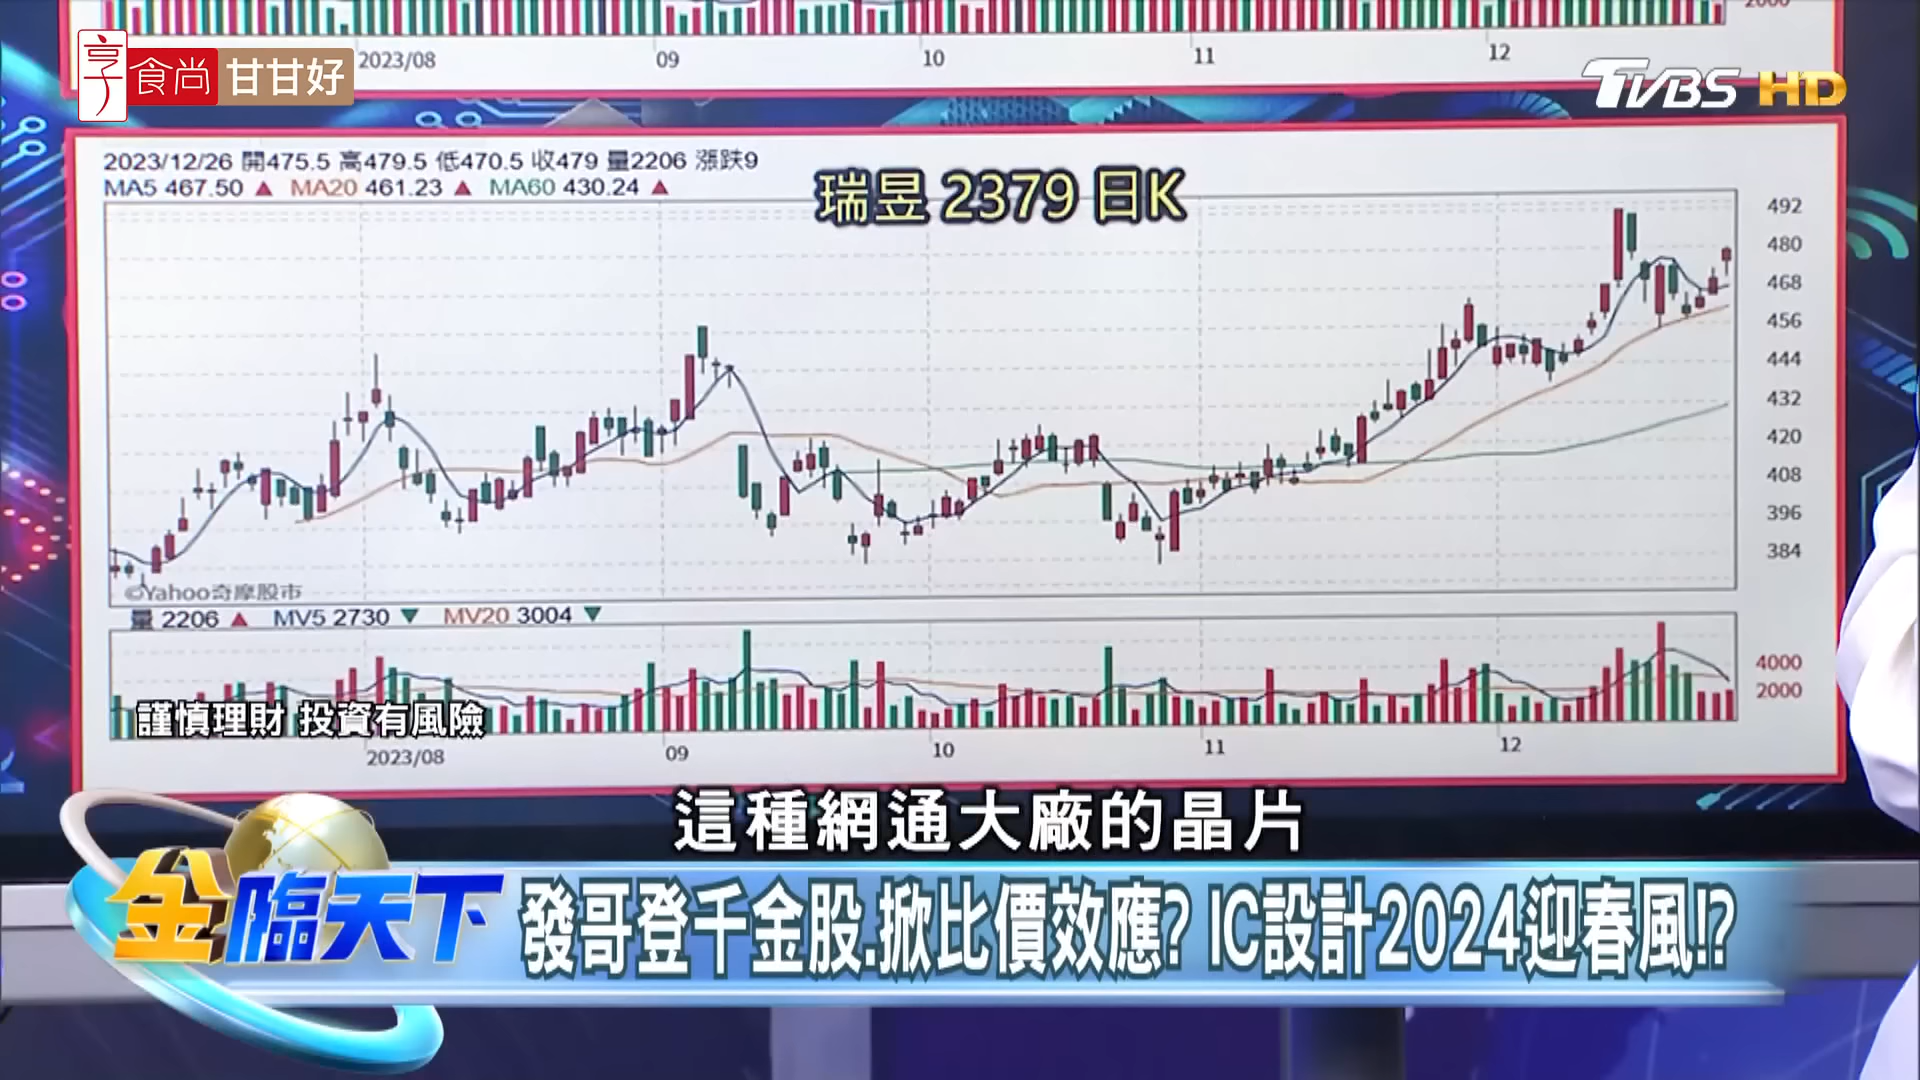 2000
2023/08 09 10 11 12
享 食尚 甘甘好
TVBS HD
2023/12/26 開475.5 高479.5 低470.5 收479 量2206 漲跌9
MA5 467.50 ▲ MA20 461.23 ▲ MA60 430.24 ▲
瑞昱 2379 日K
492
480
468
456
444
432
420
408
396
384
©Yahoo奇摩股市
量 2206 ▲ MV5 2730 ▼ MV20 3004 ▼
4000
2000
謹慎理財 投資有風險
2023/08 09 10 11 12
這種網通大廠的晶片
金臨天下
發哥登千金股.掀比價效應? IC設計2024迎春風!?